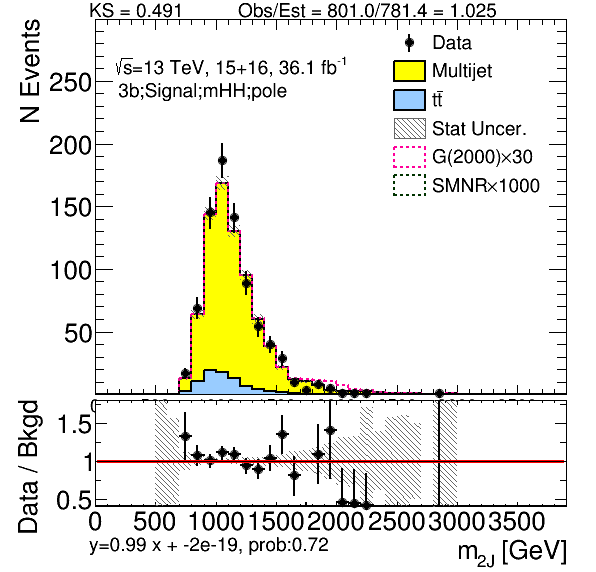 KS = 0.491 Obs/Est = 801.0/781.4 = 1.025
N Events
250
200
150
100
50
√s=13 TeV, 15+16, 36.1 fb⁻¹
3b;Signal;mHH;pole
Data
Multijet
tt̄
Stat Uncer.
G(2000)×30
SMNR×1000
Data / Bkgd
1.5
1
0.5
0 500 1000 1500 2000 2500 3000 3500
y=0.99 x + -2e-19, prob:0.72
m2J [GeV]